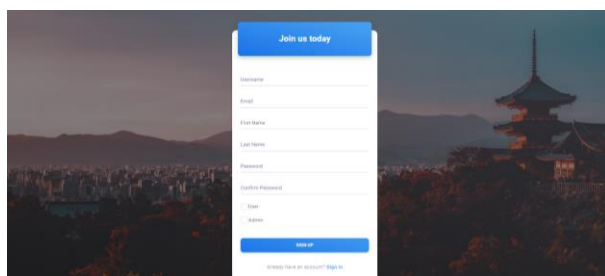 Join us today
Username
Email
First Name
Last Name
Password
Confirm Password
User
Admin
SIGN UP
Already have an account? Sign in